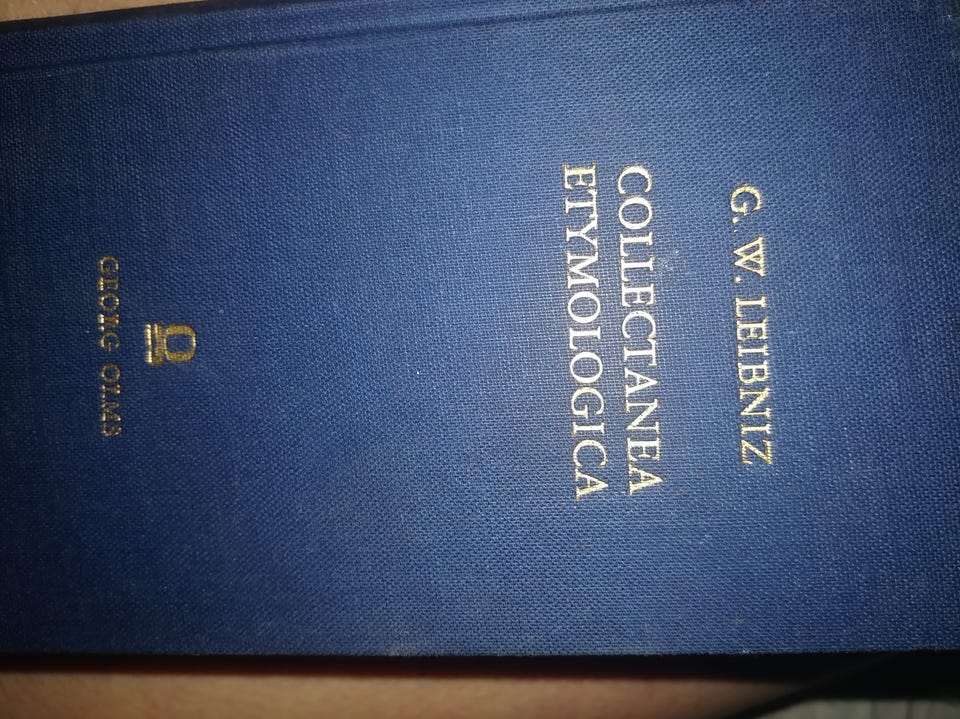 G. W. LEIBNIZ
COLLECTANEA
ETYMOLOGICA
GEORG OLMS